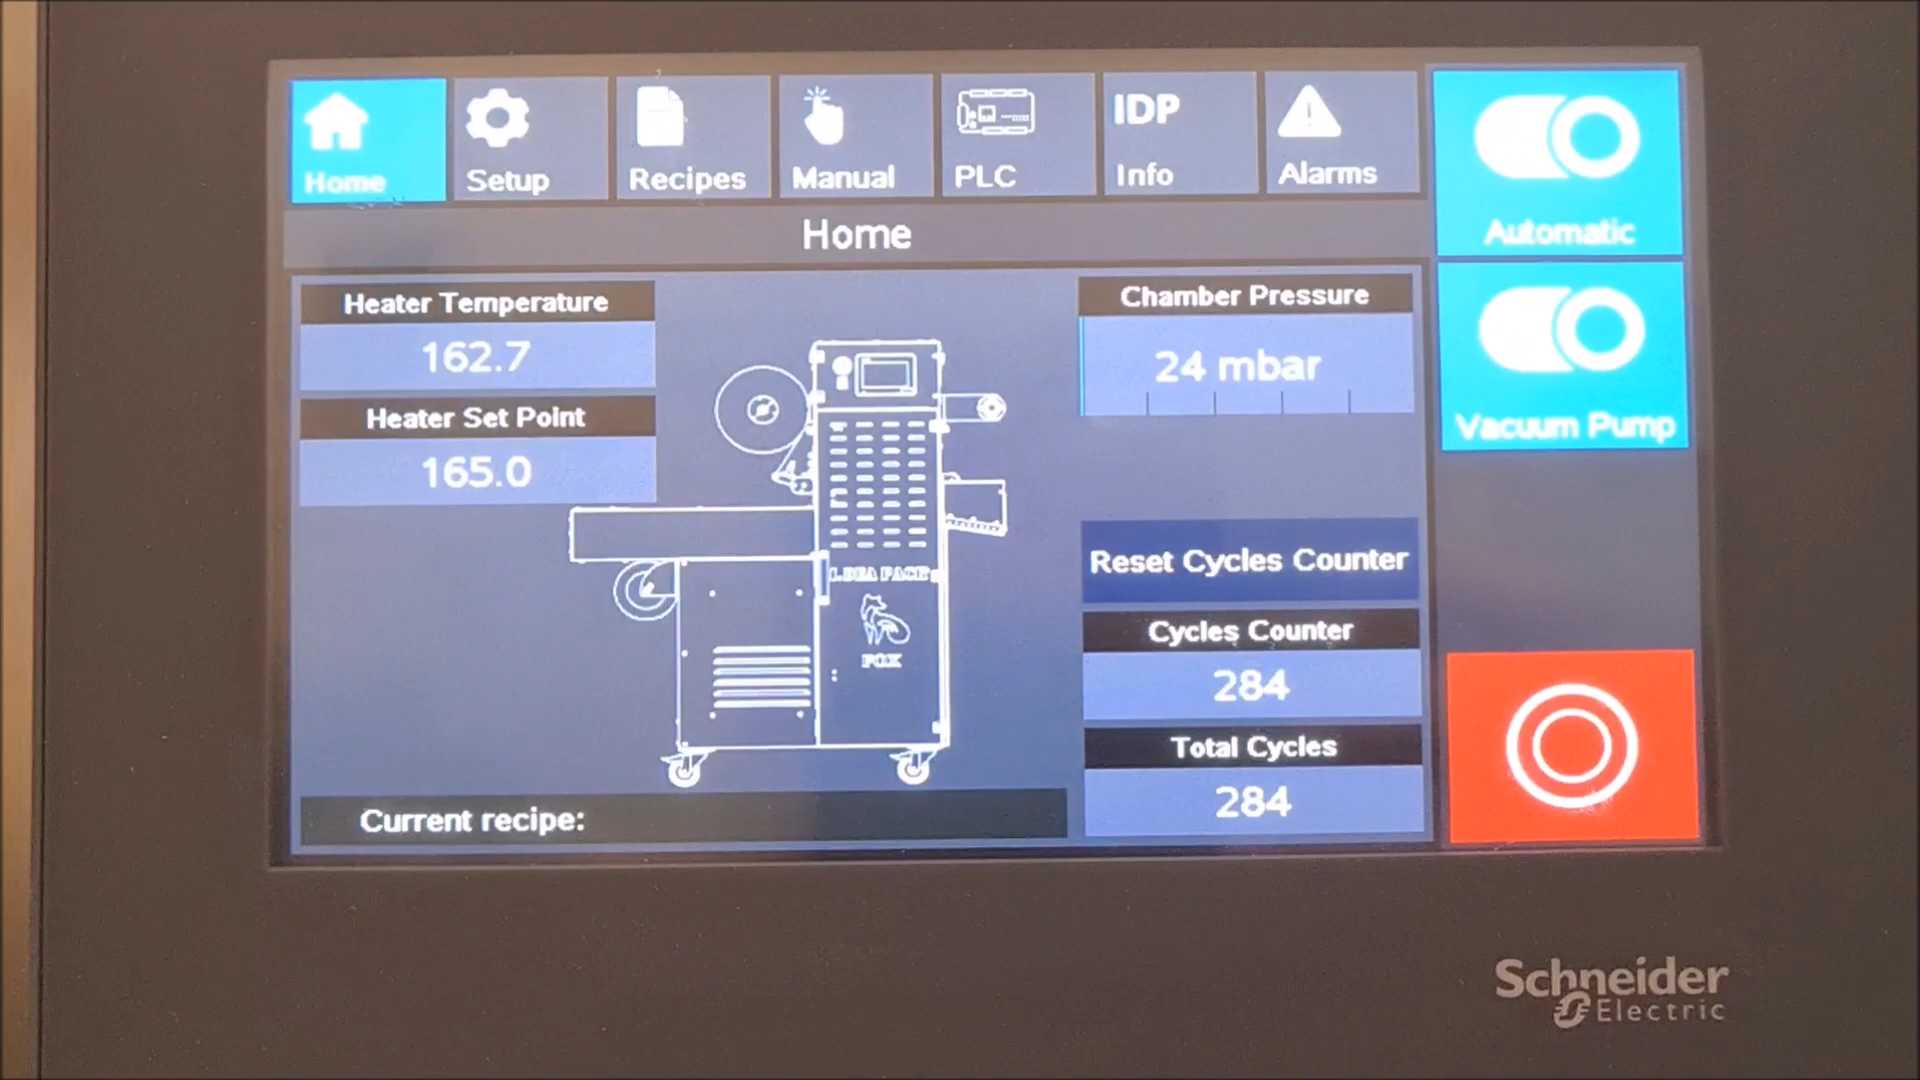 Home
Setup
Recipes
Manual
PLC
IDP
Info
Alarms
Automatic
Home
Heater Temperature
162.7
Heater Set Point
165.0
Chamber Pressure
24 mbar
Vacuum Pump
Reset Cycles Counter
Cycles Counter
284
Total Cycles
284
PACK
FOX
Current recipe:
Schneider
Electric